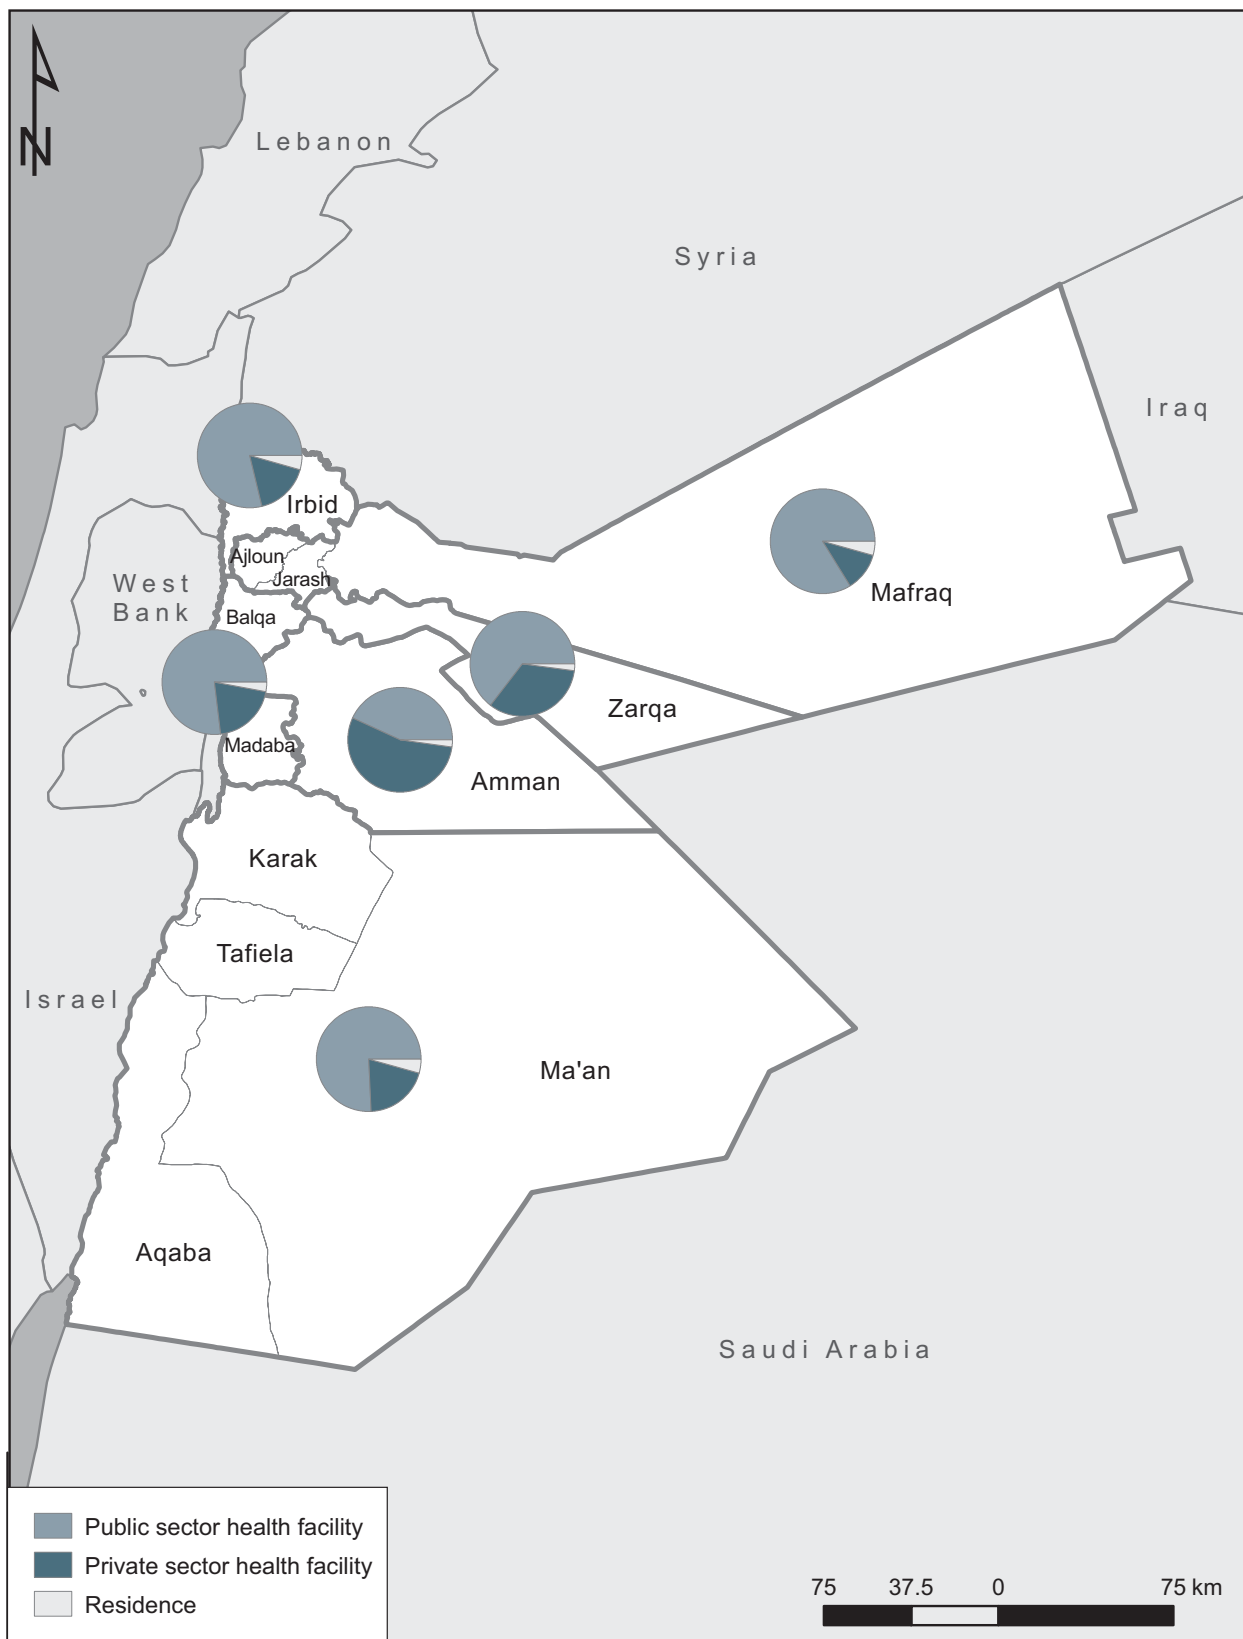 N
Lebanon
Syria
Iraq
Irbid
Ajloun
Jarash
West
Bank
Mafraq
Balqa
Zarqa
Madaba
Amman
Karak
Tafiela
Israel
Ma'an
Aqaba
Saudi Arabia
Public sector health facility
Private sector health facility
Residence
75 37.5 0 75 km